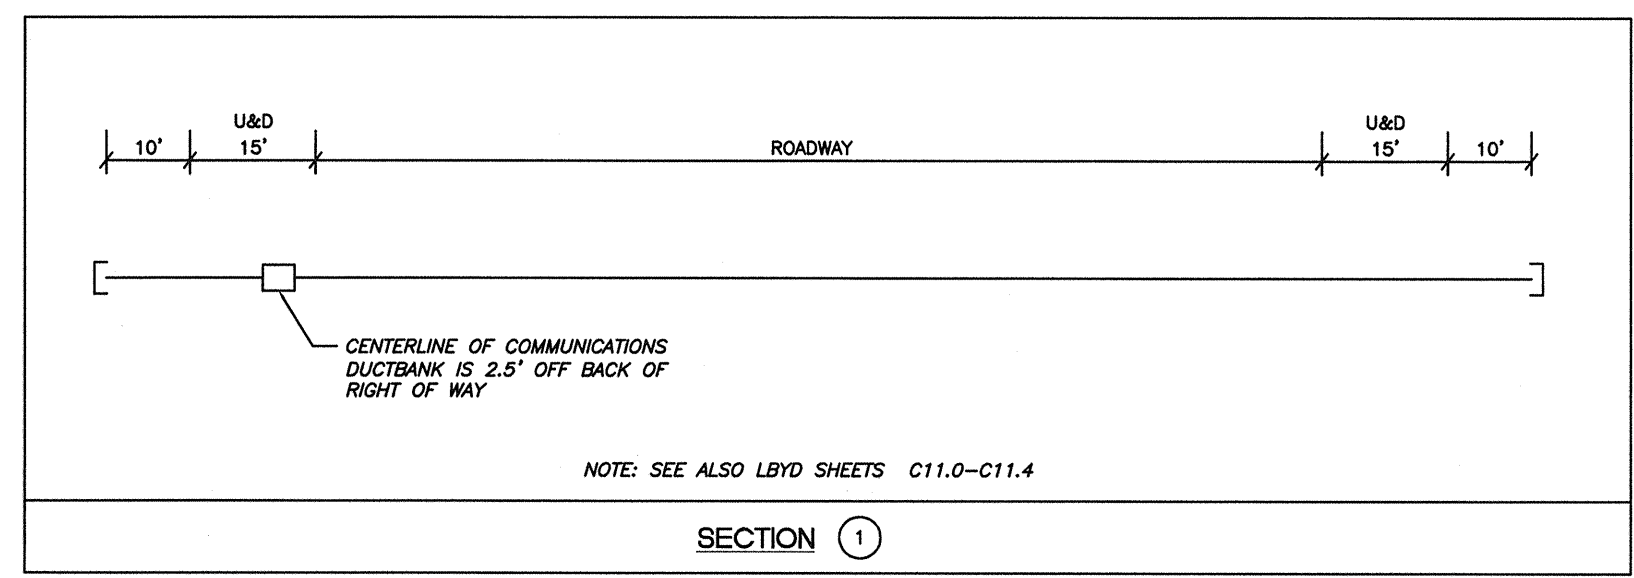 U&D
U&D
10' 15' ROADWAY 15' 10'
CENTERLINE OF COMMUNICATIONS
DUCTBANK IS 2.5' OFF BACK OF
RIGHT OF WAY
NOTE: SEE ALSO LBYD SHEETS C11.0-C11.4
SECTION 1